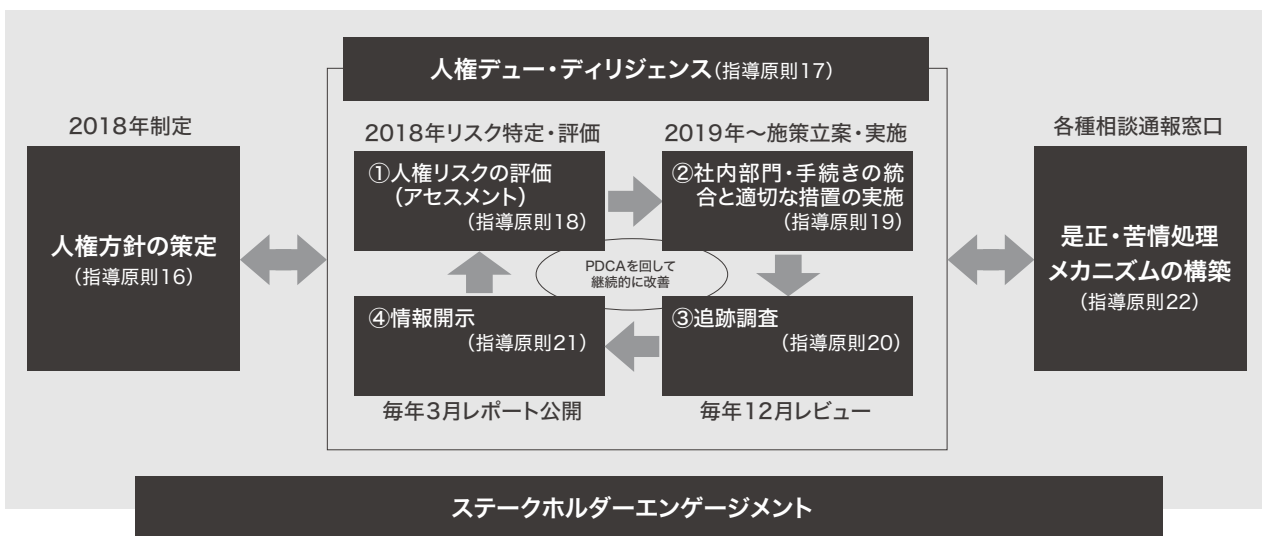 人権デュー・ディリジェンス(指導原則17)
2018年制定
人権方針の策定
(指導原則16)
2018年リスク特定・評価
①人権リスクの評価
(アセスメント)
(指導原則18)
2019年～施策立案・実施
②社内部門・手続きの統
合と適切な措置の実施
(指導原則19)
PDCAを回して
継続的に改善
④情報開示
(指導原則21)
毎年3月レポート公開
③追跡調査
(指導原則20)
毎年12月レビュー
各種相談通報窓口
是正・苦情処理
メカニズムの構築
(指導原則22)
ステークホルダーエンゲージメント